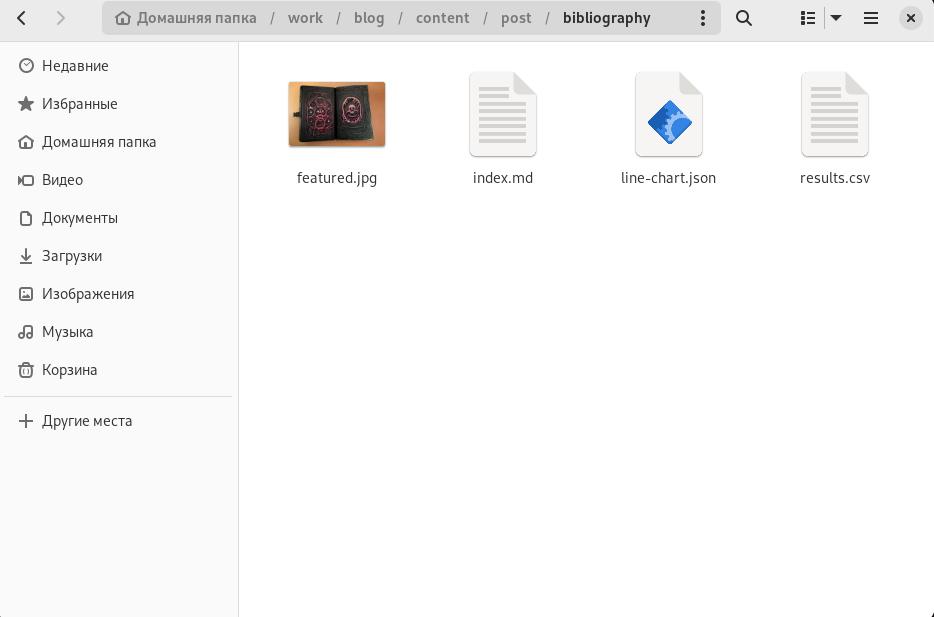 Домашняя папка / work / blog / content / post / bibliography
Недавние
Избранные
Домашняя папка
Видео
Документы
Загрузки
Изображения
Музыка
Корзина
Другие места
featured.jpg
index.md
line-chart.json
results.csv